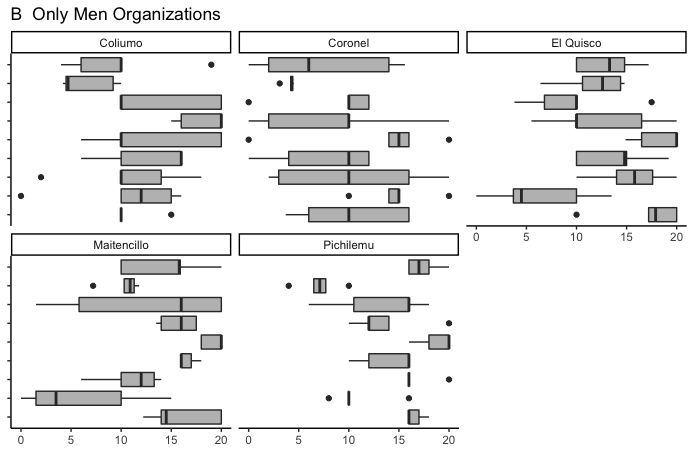 B Only Men Organizations
Coliumo Coronel El Quisco
0 5 10 15 20
Maitencillo Pichilemu
0 5 10 15 20 0 5 10 15 20